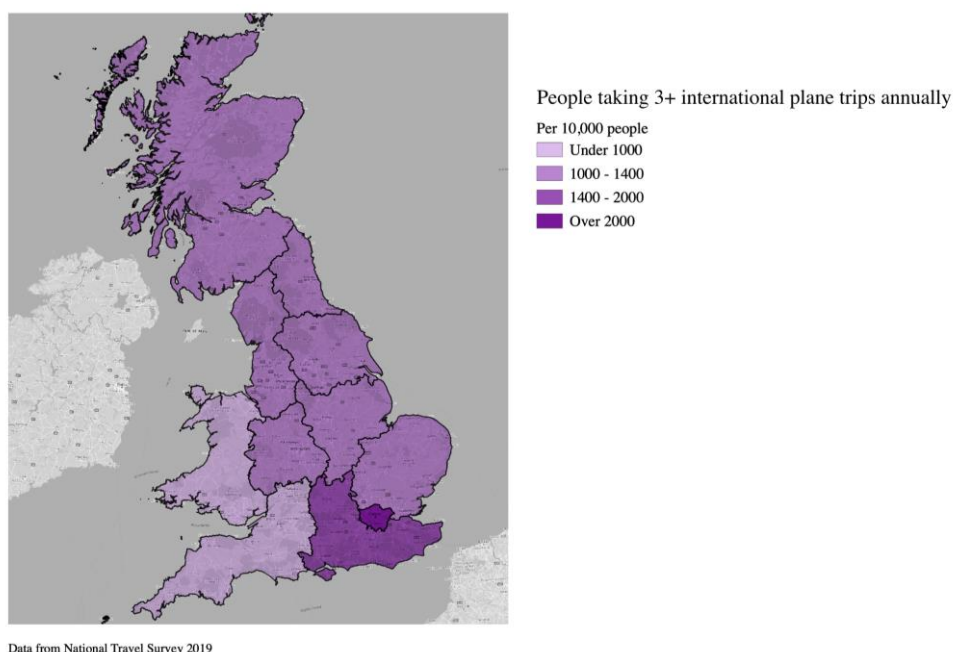 People taking 3+ international plane trips annually
Per 10,000 people
Under 1000
1000 - 1400
1400 - 2000
Over 2000
Data from National Travel Survey 2019